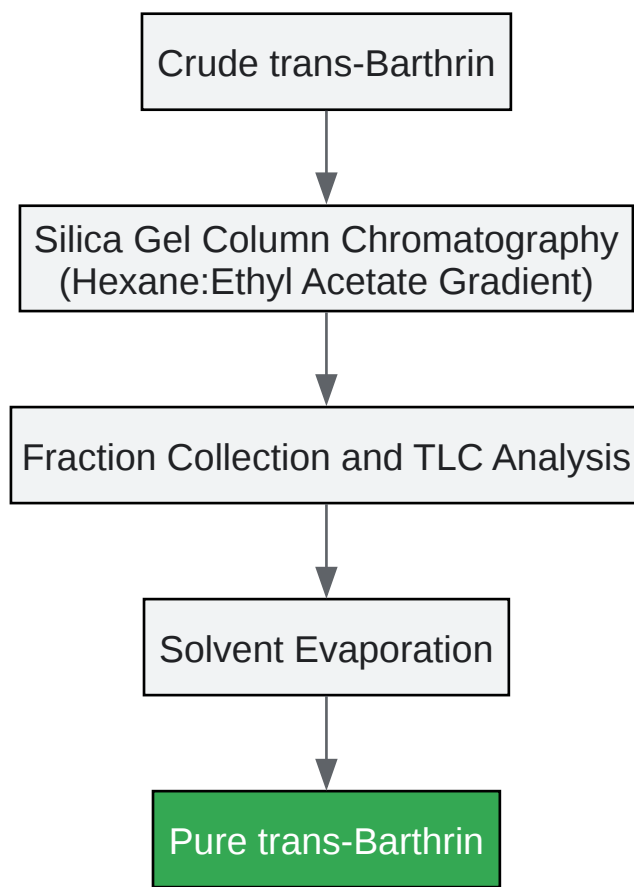 Crude trans-Barthrin
Silica Gel Column Chromatography
(Hexane:Ethyl Acetate Gradient)
Fraction Collection and TLC Analysis
Solvent Evaporation
Pure trans-Barthrin